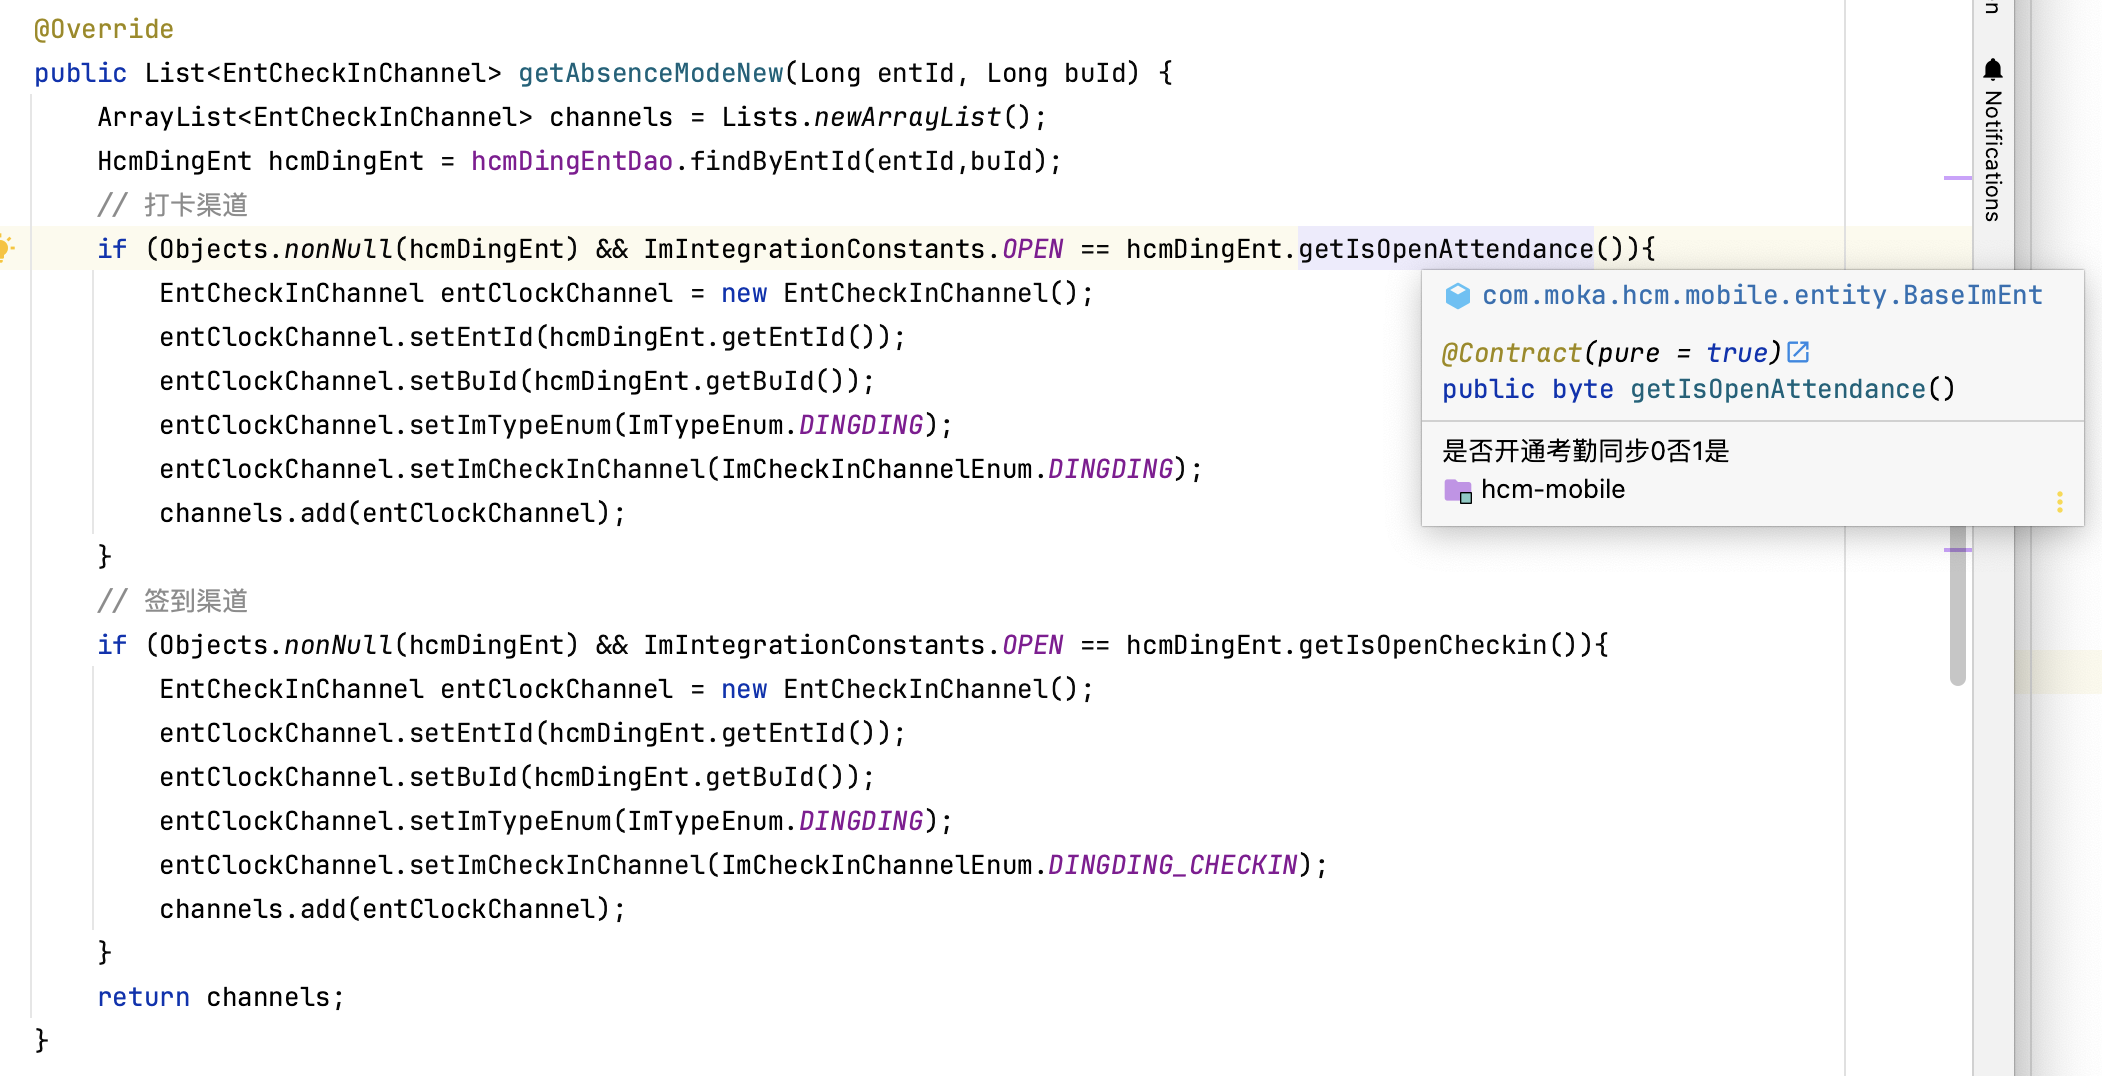 @Override
public List<EntCheckInChannel> getAbsenceModeNew(Long entId, Long buId) {
    ArrayList<EntCheckInChannel> channels = Lists.newArrayList();
    HcmDingEnt hcmDingEnt = hcmDingEntDao.findByEntId(entId,buId);
    // 打卡渠道
    if (Objects.nonNull(hcmDingEnt) && ImIntegrationConstants.OPEN == hcmDingEnt.getIsOpenAttendance()){
        EntCheckInChannel entClockChannel = new EntCheckInChannel();
        entClockChannel.setEntId(hcmDingEnt.getEntId());
        entClockChannel.setBuId(hcmDingEnt.getBuId());
        entClockChannel.setImTypeEnum(ImTypeEnum.DINGDING);
        entClockChannel.setImCheckInChannel(ImCheckInChannelEnum.DINGDING);
        channels.add(entClockChannel);
    }
    // 签到渠道
    if (Objects.nonNull(hcmDingEnt) && ImIntegrationConstants.OPEN == hcmDingEnt.getIsOpenCheckin()){
        EntCheckInChannel entClockChannel = new EntCheckInChannel();
        entClockChannel.setEntId(hcmDingEnt.getEntId());
        entClockChannel.setBuId(hcmDingEnt.getBuId());
        entClockChannel.setImTypeEnum(ImTypeEnum.DINGDING);
        entClockChannel.setImCheckInChannel(ImCheckInChannelEnum.DINGDING_CHECKIN);
        channels.add(entClockChannel);
    }
    return channels;
}
com.moka.hcm.mobile.entity.BaseImEnt
@Contract(pure = true)
public byte getIsOpenAttendance()
是否开通考勤同步0否1是
hcm-mobile
n
Notifications